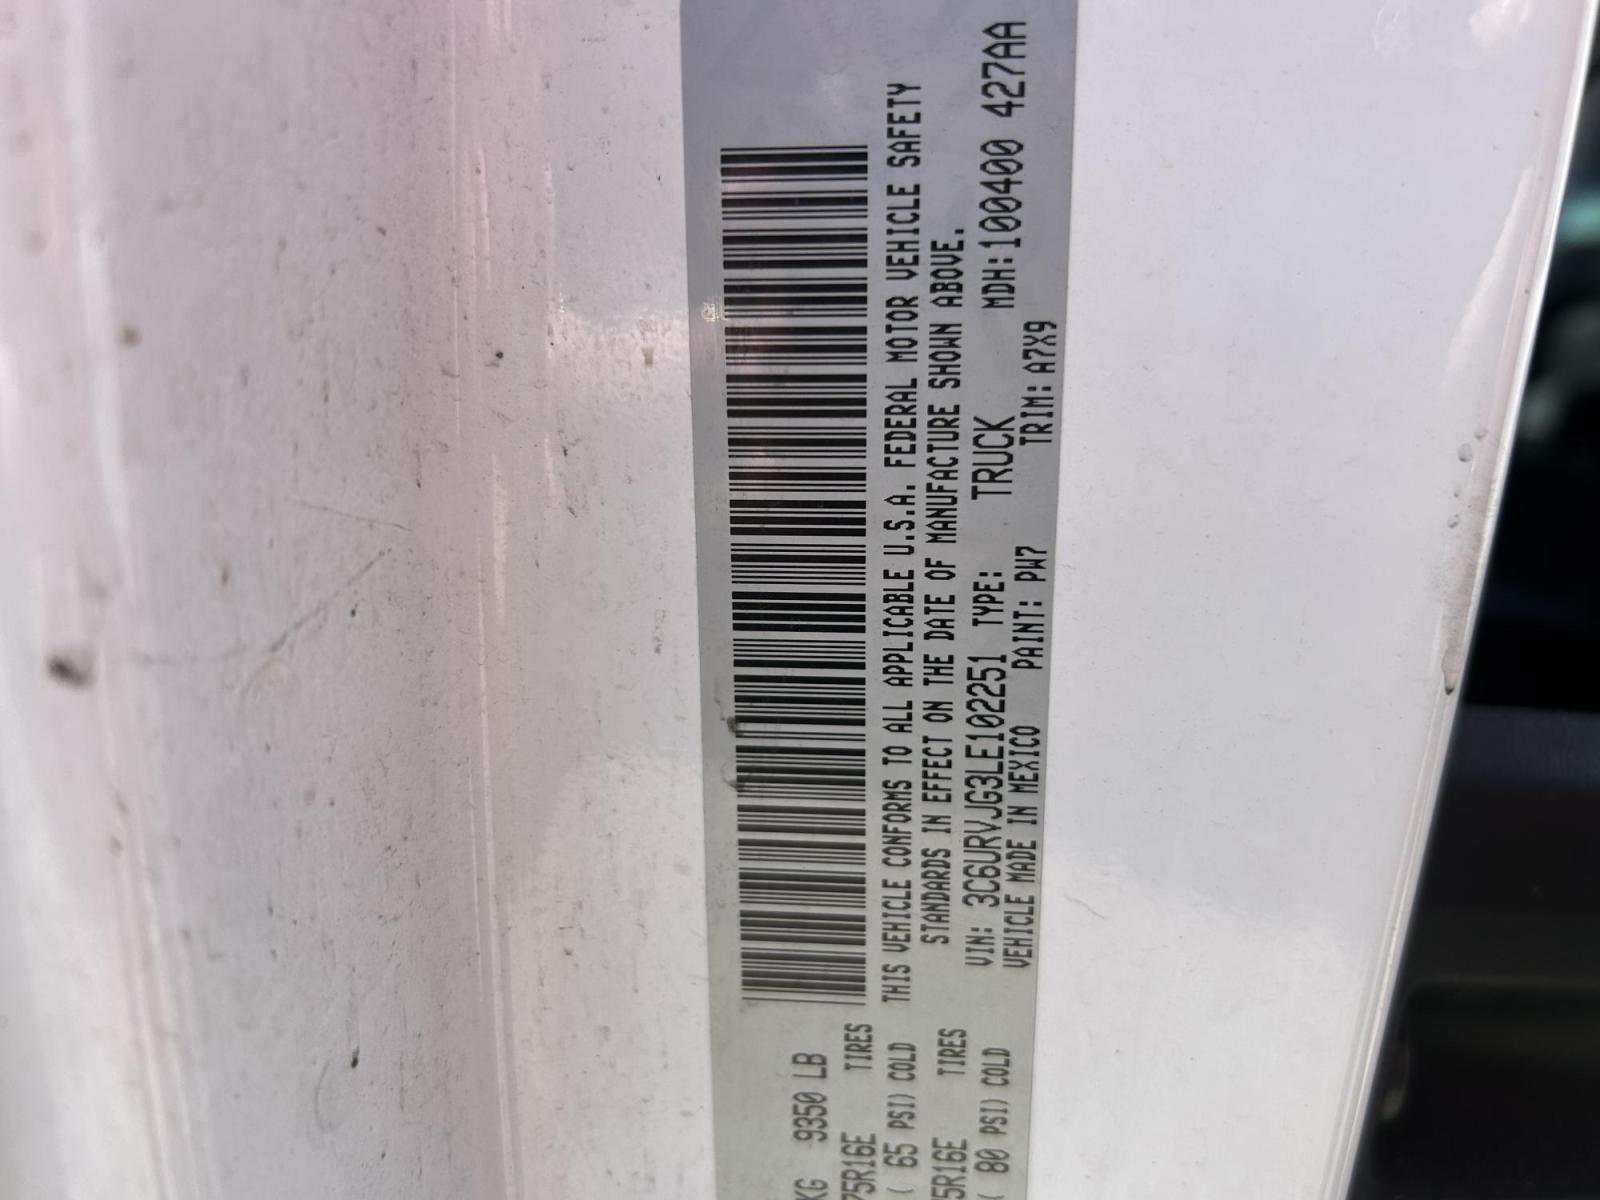 KG 9350 LB
75R16E TIRES
( 65 PSI) COLD
5R16E TIRES
( 80 PSI) COLD
THIS VEHICLE CONFORMS TO ALL APPLICABLE U.S.A. FEDERAL MOTOR VEHICLE SAFETY
STANDARDS IN EFFECT ON THE DATE OF MANUFACTURE SHOWN ABOVE.
VIN: 3C6URVJG3LE102251 TYPE: TRUCK MDH:100400 427AA
VEHICLE MADE IN MEXICO PAINT: PW7 TRIM: A7X9